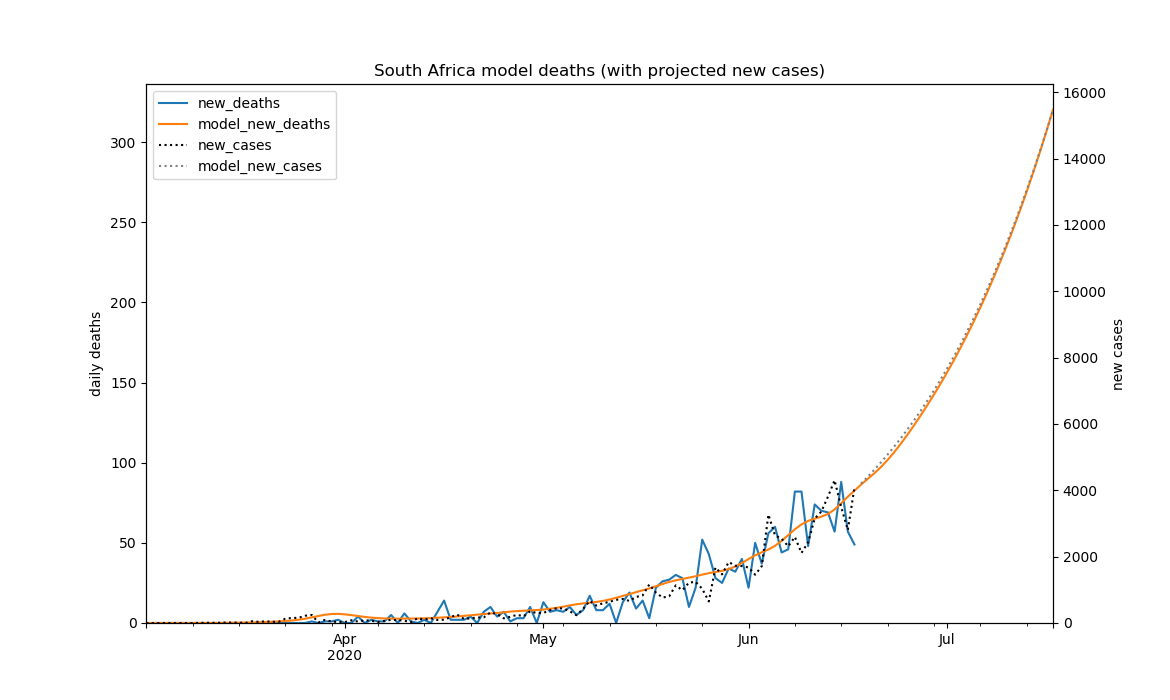 South Africa model deaths (with projected new cases)
new_deaths
model_new_deaths
new_cases
model_new_cases
daily deaths
300
250
200
150
100
50
0
16000
14000
12000
10000
8000
6000
4000
2000
0
new cases
Apr
2020
May
Jun
Jul